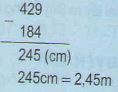 429
- 184
245 (cm)
245cm = 2,45m